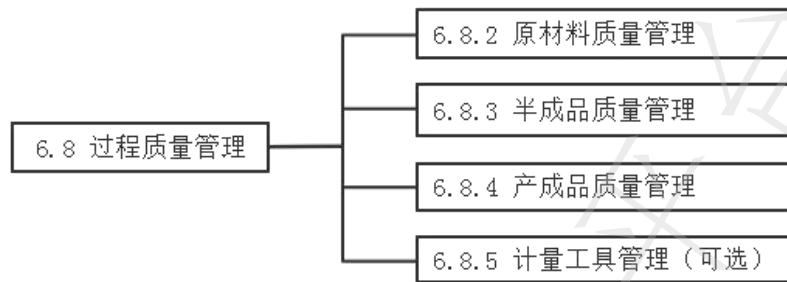 6.8.2 原材料质量管理
6.8.3 半成品质量管理
6.8 过程质量管理
6.8.4 产成品质量管理
6.8.5 计量工具管理（可选）